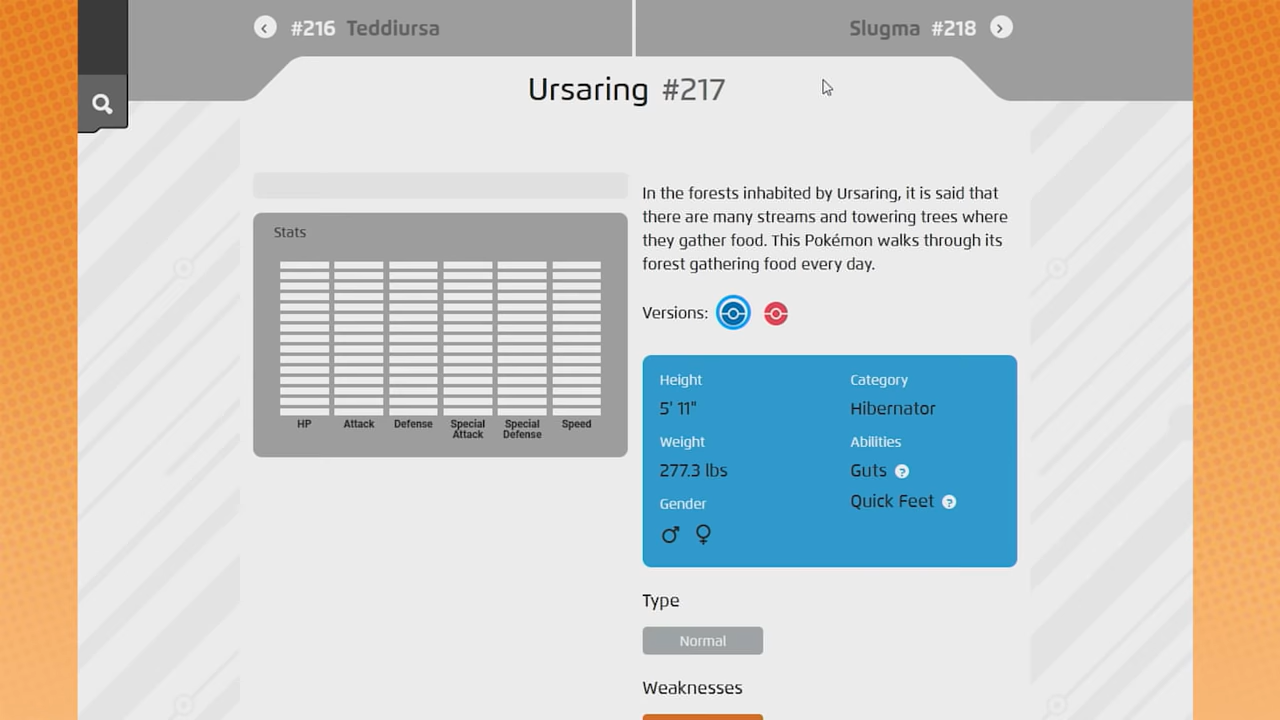 #216 Teddiursa
Slugma #218
Ursaring #217
Stats
HP
Attack
Defense
Special Attack
Special Defense
Speed
In the forests inhabited by Ursaring, it is said that
there are many streams and towering trees where
they gather food. This Pokémon walks through its
forest gathering food every day.
Versions:
Height
5' 11"
Weight
277.3 lbs
Gender
Category
Hibernator
Abilities
Guts ?
Quick Feet ?
Type
Normal
Weaknesses